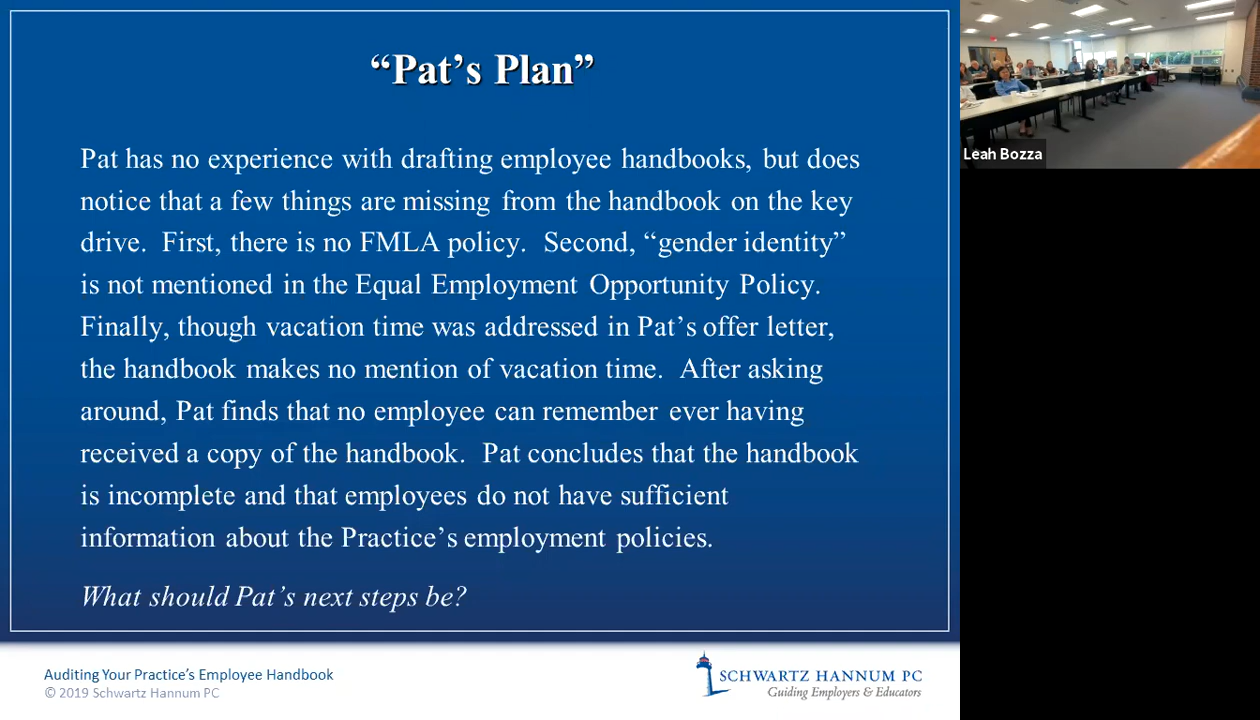 “Pat’s Plan”
Pat has no experience with drafting employee handbooks, but does
notice that a few things are missing from the handbook on the key
drive.  First, there is no FMLA policy.  Second, “gender identity”
is not mentioned in the Equal Employment Opportunity Policy.
Finally, though vacation time was addressed in Pat’s offer letter,
the handbook makes no mention of vacation time.  After asking
around, Pat finds that no employee can remember ever having
received a copy of the handbook.  Pat concludes that the handbook
is incomplete and that employees do not have sufficient
information about the Practice’s employment policies.
What should Pat’s next steps be?
Auditing Your Practice’s Employee Handbook
© 2019 Schwartz Hannum PC
SCHWARTZ HANNUM PC
Guiding Employers & Educators
Leah Bozza